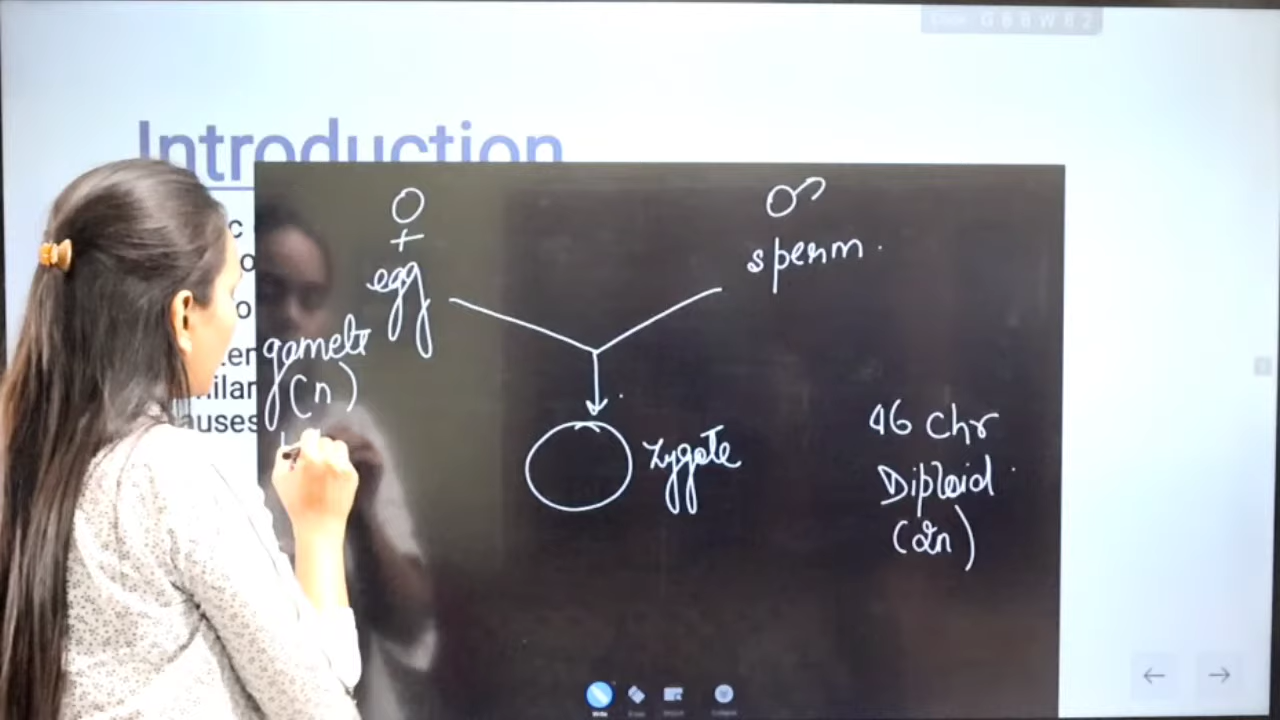 Introduction
♀
egg
♂
sperm.
gamete
(n)
zygote
46 Chr
Diploid
(2n)